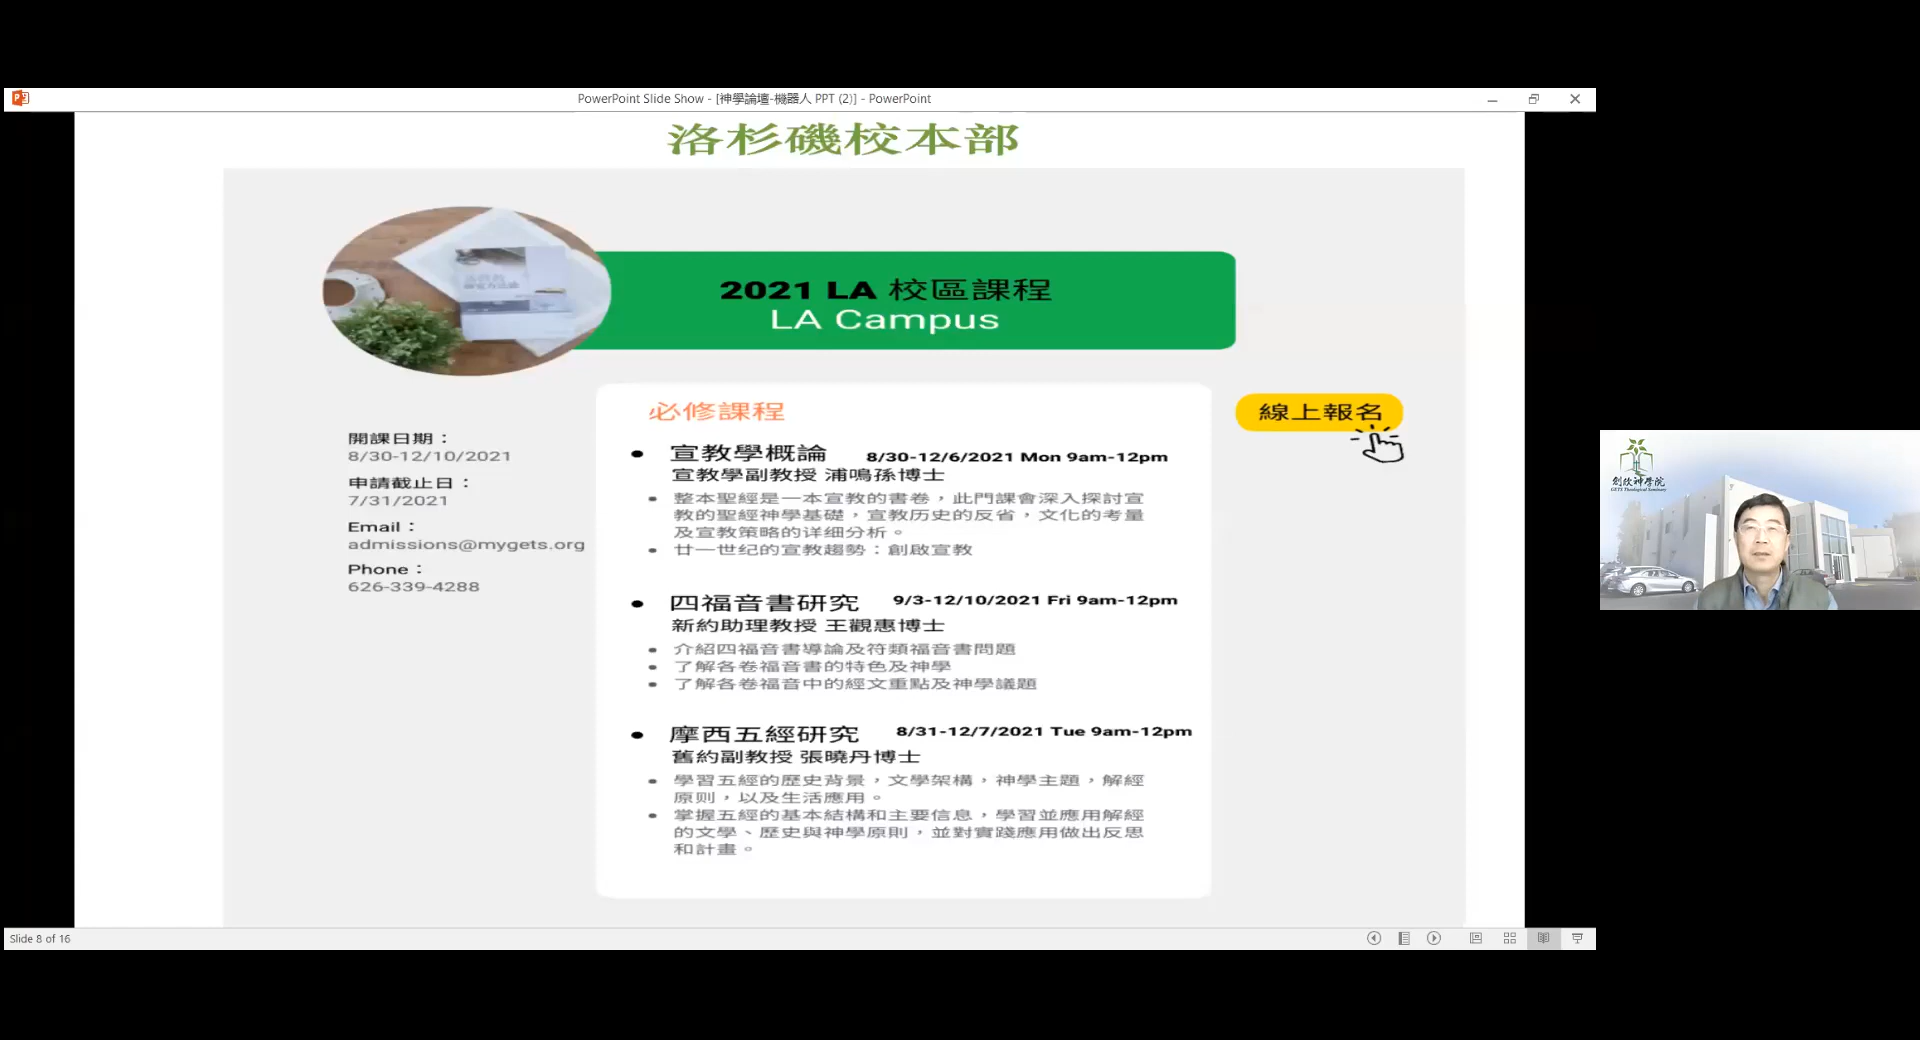 PowerPoint Slide Show - [神學論壇-機器人 PPT (2)] - PowerPoint
洛杉磯校本部
2021 LA 校區課程
LA Campus
開課日期：
8/30-12/10/2021
申請截止日：
7/31/2021
Email：
admissions@mygets.org
Phone：
626-339-4288
必修課程
宣教學概論 8/30-12/6/2021 Mon 9am-12pm
宣教學副教授 浦鳴孫博士
整本聖經是一本宣教的書卷，此門課會深入探討宣
教的聖經神學基礎，宣教历史的反省，文化的考量
及宣教策略的详细分析。
廿一世纪的宣教趨勢：創啟宣教
四福音書研究 9/3-12/10/2021 Fri 9am-12pm
新約助理教授 王觀惠博士
介紹四福音書導論及符類福音書問題
了解各卷福音書的特色及神學
了解各卷福音中的經文重點及神學議題
摩西五經研究 8/31-12/7/2021 Tue 9am-12pm
舊約副教授 張曉丹博士
學習五經的歷史背景，文學架構，神學主題，解經
原则，以及生活應用。
掌握五經的基本結構和主要信息，學習並應用解經
的文學、歷史與神學原則，並對實踐應用做出反思
和計畫。
線上報名
創欣神學院
GETS Theological Seminary
Slide 8 of 16